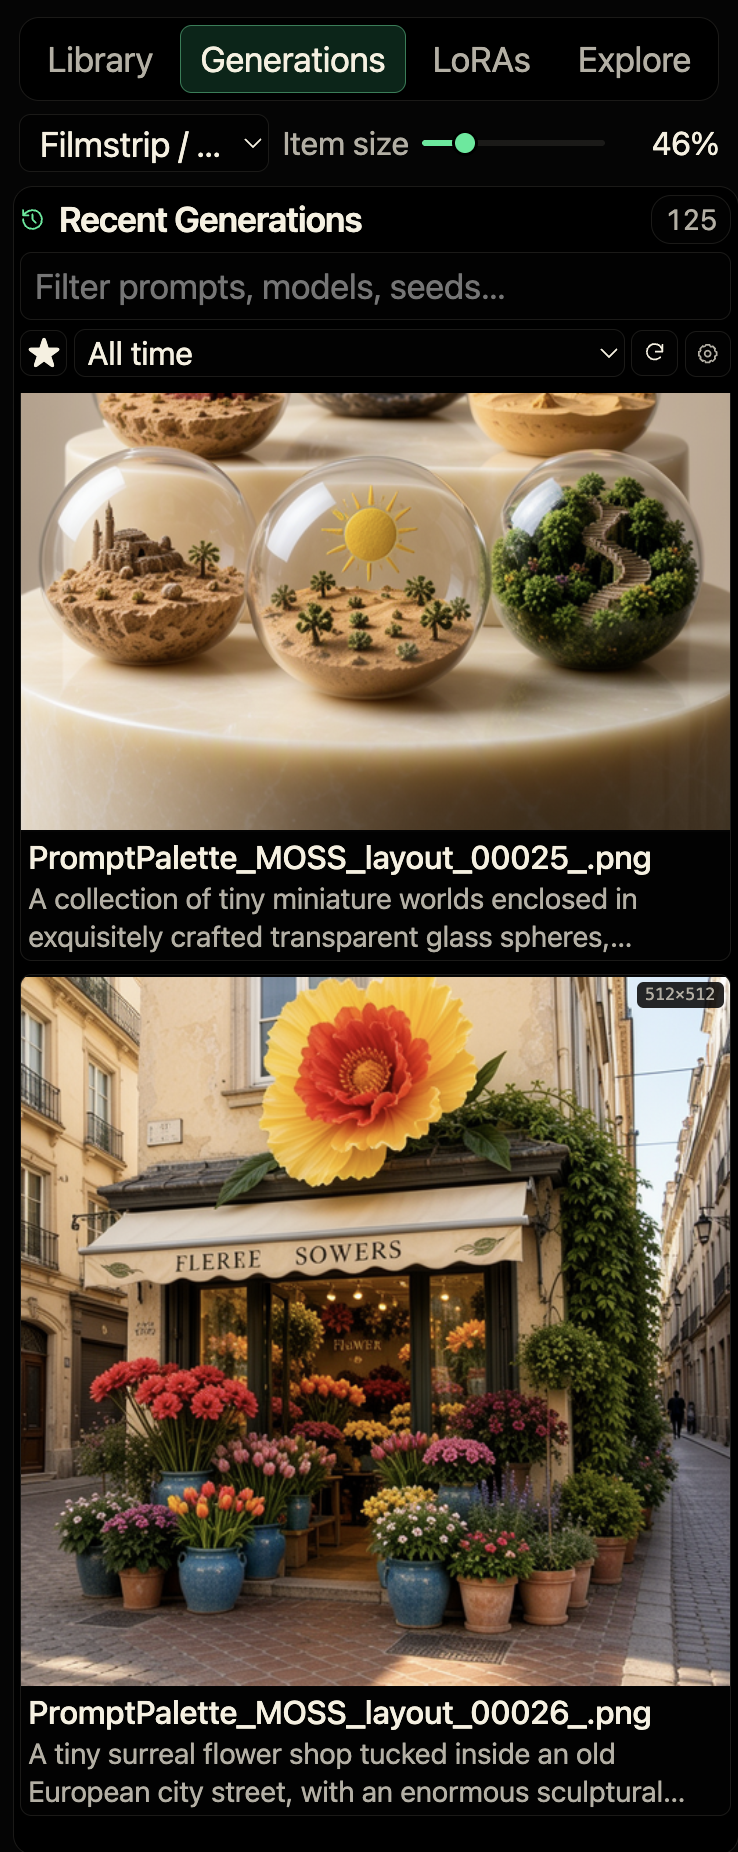 Library Generations LoRAs Explore
Filmstrip / ... Item size 46%
Recent Generations 125
Filter prompts, models, seeds...
All time
PromptPalette_MOSS_layout_00025_.png
A collection of tiny miniature worlds enclosed in
exquisitely crafted transparent glass spheres,...
512×512
FLEREE SOWERS
FLOWER
PromptPalette_MOSS_layout_00026_.png
A tiny surreal flower shop tucked inside an old
European city street, with an enormous sculptural...